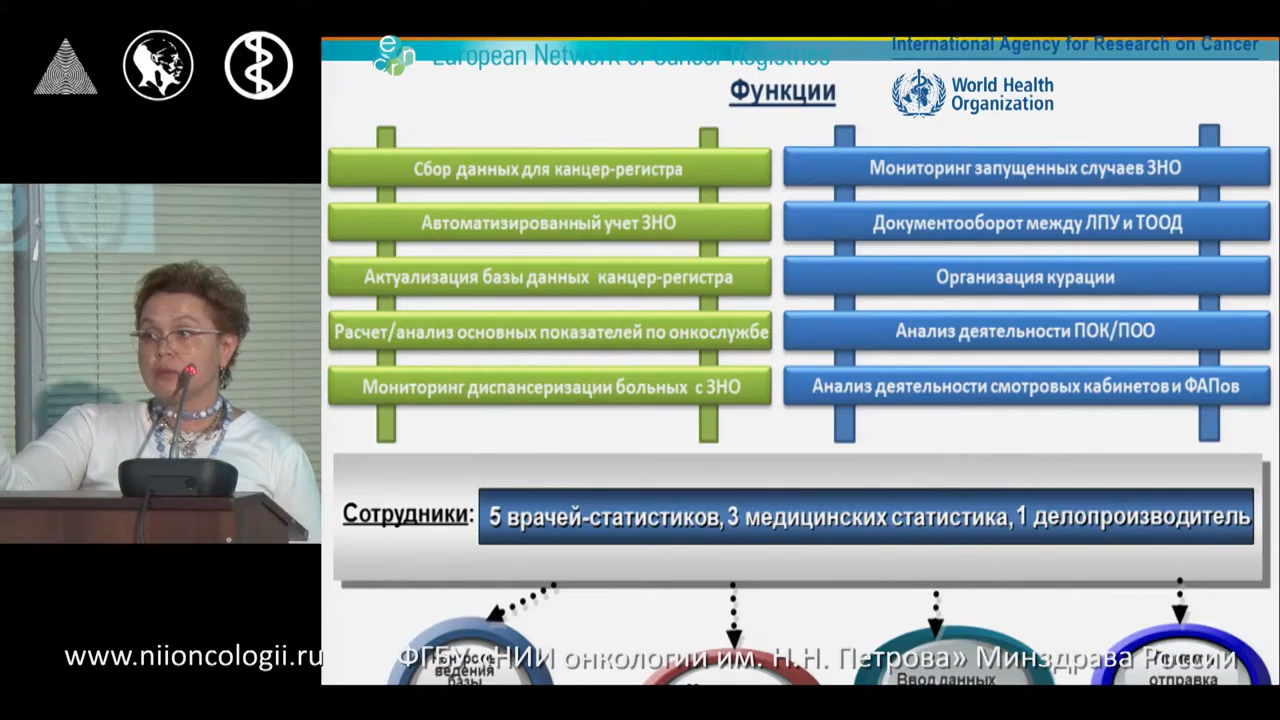 European Network of Cancer Registries
International Agency for Research on Cancer
World Health
Organization
Функции
Сбор данных для канцер-регистра
Автоматизированный учет ЗНО
Актуализация базы данных канцер-регистра
Расчет/анализ основных показателей по онкослужбе
Мониторинг диспансеризации больных с ЗНО
Мониторинг запущенных случаев ЗНО
Документооборот между ЛПУ и ТООД
Организация курации
Анализ деятельности ПОК/ПОО
Анализ деятельности смотровых кабинетов и ФАПов
Сотрудники:
5 врачей-статистиков, 3 медицинских статистика, 1 делопроизводитель
ведения
базы
Ввод данных
отправка
www.niioncologii.ru
ФГБУ «НИИ онкологии им. Н.Н. Петрова» Минздрава России